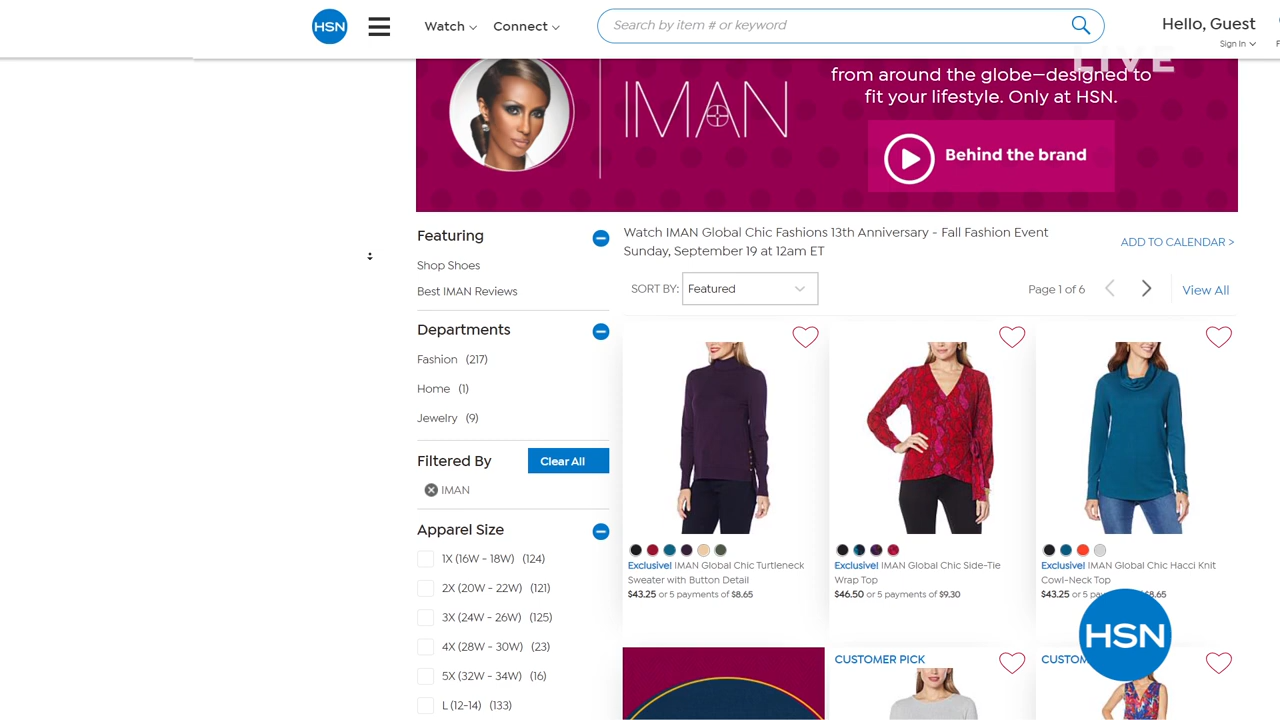 HSN
Watch
Connect
Search by item # or keyword
Hello, Guest
Sign In
LIVE
IMAN
from around the globe—designed to
fit your lifestyle. Only at HSN.
Behind the brand
Featuring
Shop Shoes
Best IMAN Reviews
Departments
Fashion (217)
Home (1)
Jewelry (9)
Filtered By
Clear All
IMAN
Apparel Size
1X (16W - 18W) (124)
2X (20W - 22W) (121)
3X (24W - 26W) (125)
4X (28W - 30W) (23)
5X (32W - 34W) (16)
L (12-14) (133)
Watch IMAN Global Chic Fashions 13th Anniversary - Fall Fashion Event
Sunday, September 19 at 12am ET
ADD TO CALENDAR >
SORT BY: Featured
Page 1 of 6
View All
Exclusive! IMAN Global Chic Turtleneck
Sweater with Button Detail
$43.25 or 5 payments of $8.65
Exclusive! IMAN Global Chic Side-Tie
Wrap Top
$46.50 or 5 payments of $9.30
Exclusive! IMAN Global Chic Hacci Knit
Cowl-Neck Top
$43.25 or 5 $8.65
HSN
CUSTOMER PICK